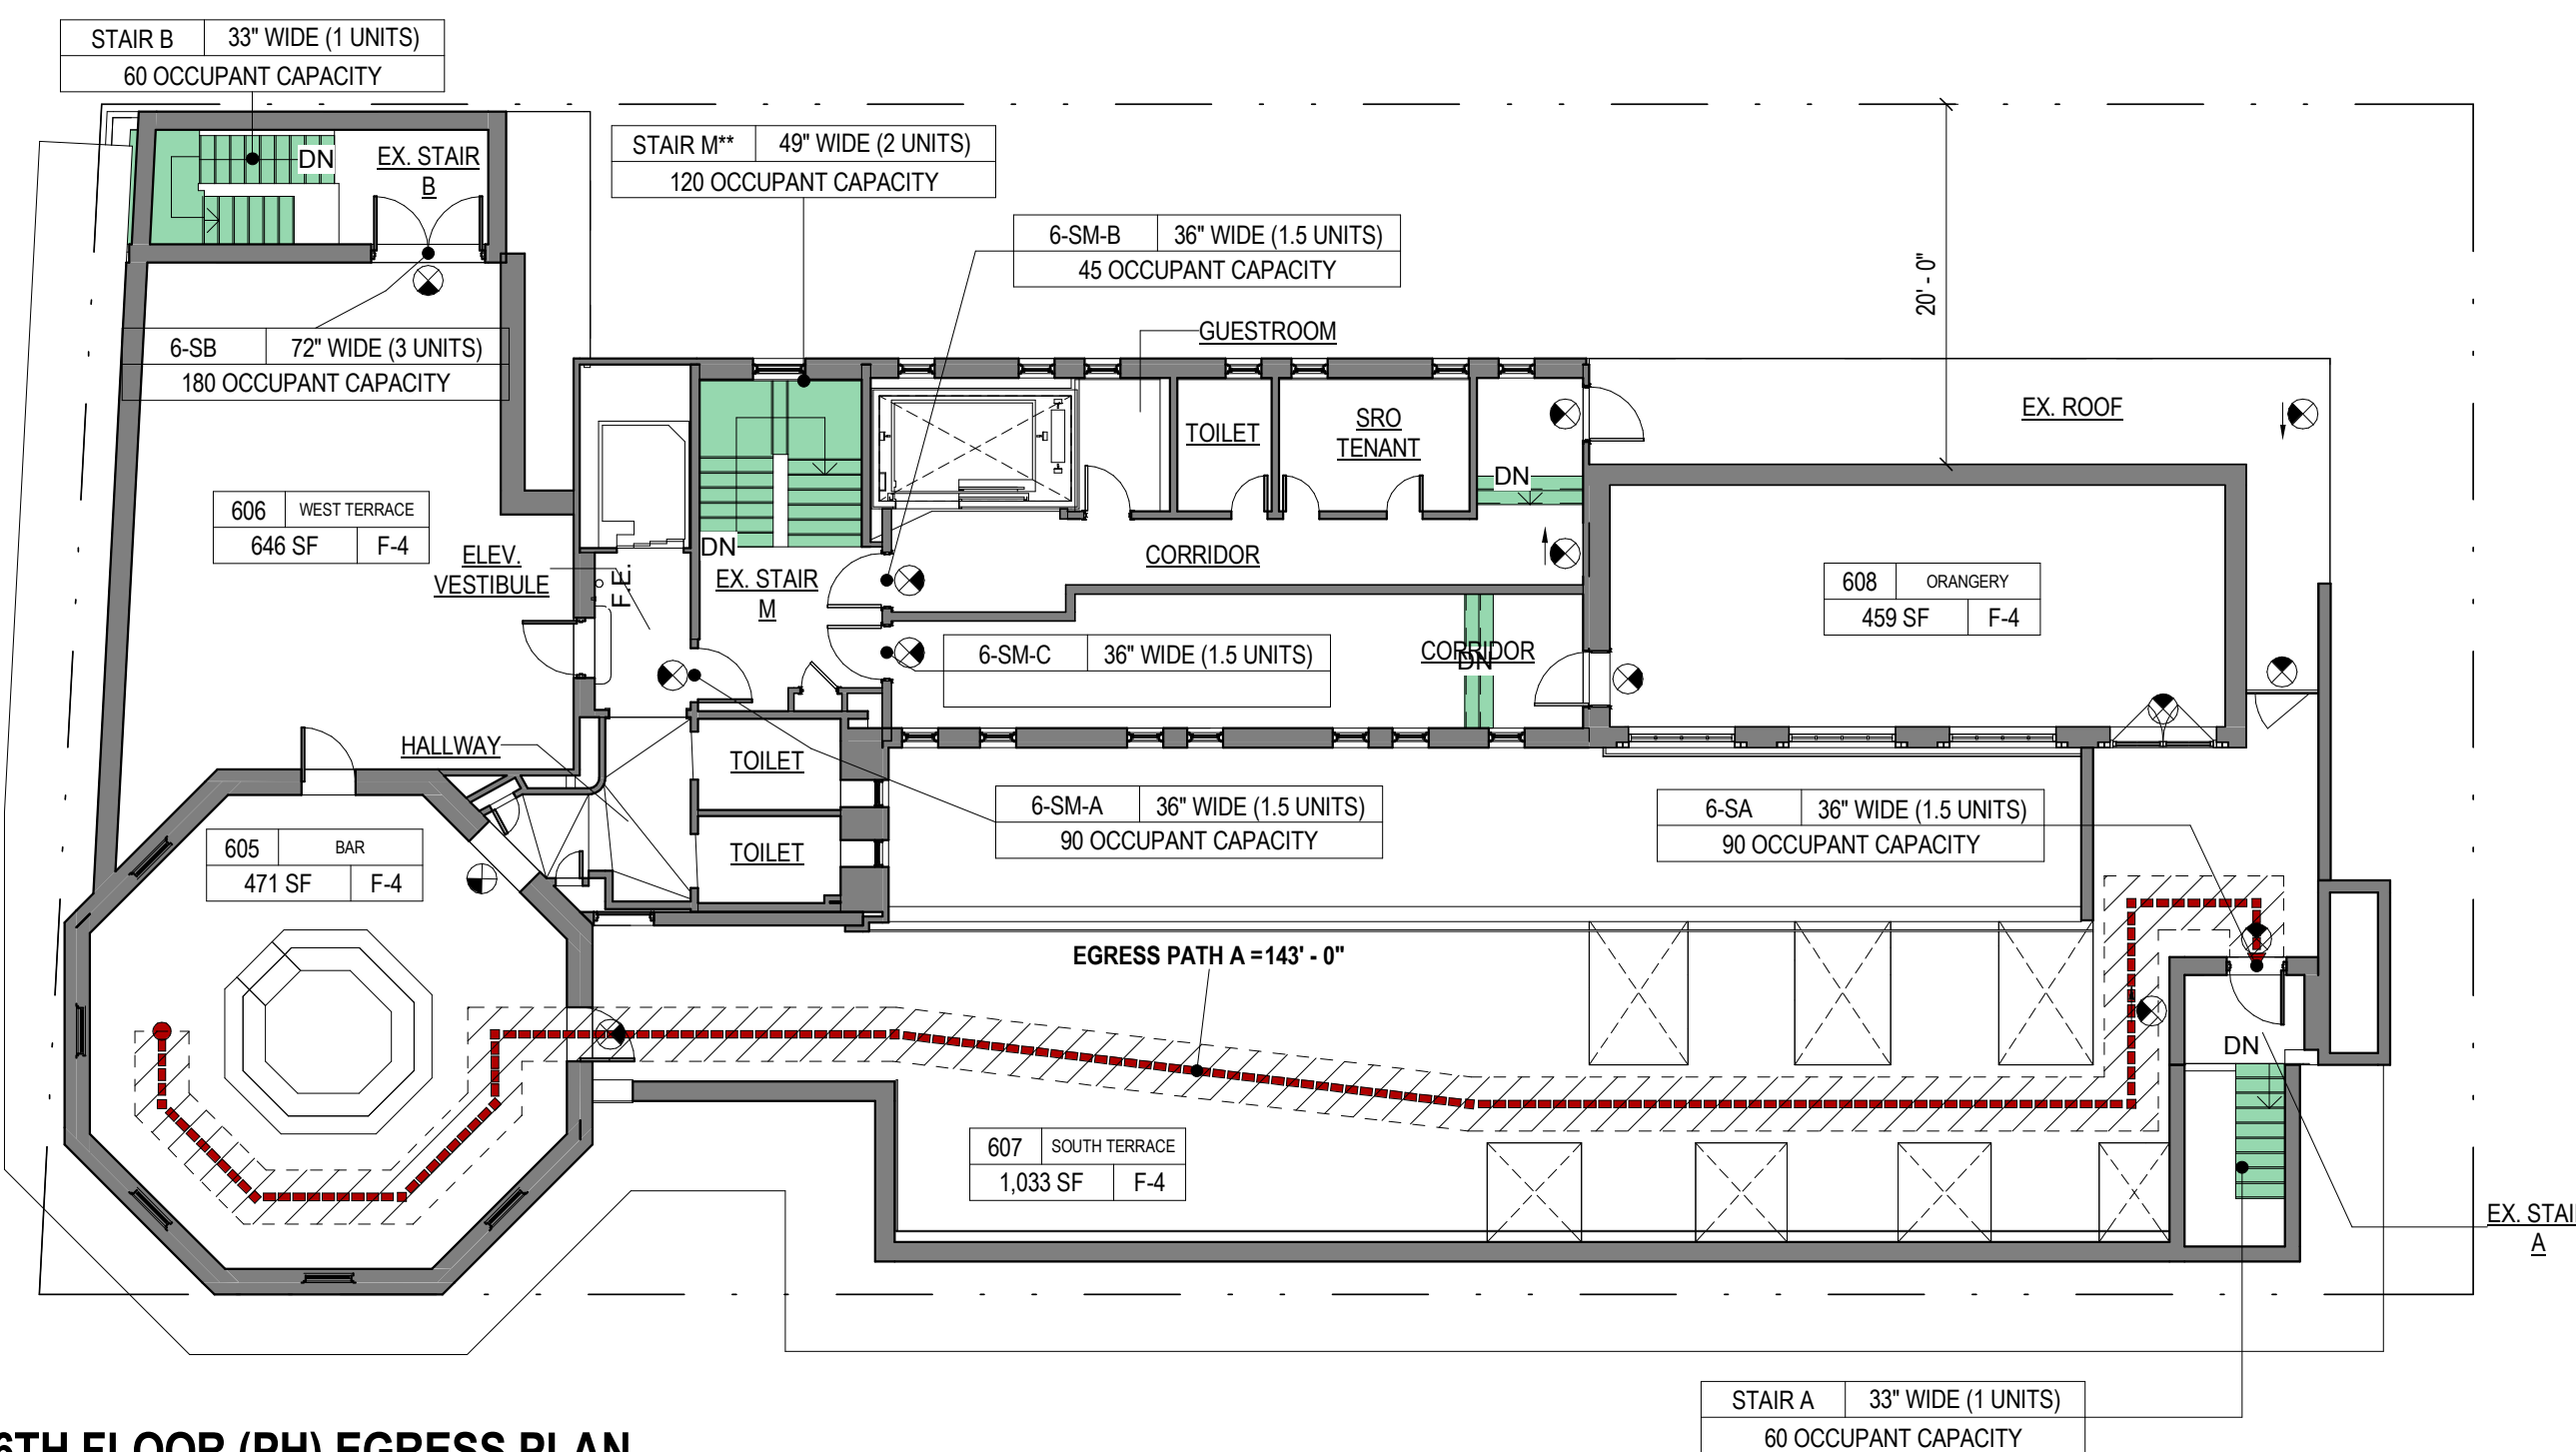 STAIR B 33" WIDE (1 UNITS)
60 OCCUPANT CAPACITY
STAIR M** 49" WIDE (2 UNITS)
120 OCCUPANT CAPACITY
DN
EX. STAIR
B
6-SM-B 36" WIDE (1.5 UNITS)
45 OCCUPANT CAPACITY
20' - 0"
GUESTROOM
6-SB 72" WIDE (3 UNITS)
180 OCCUPANT CAPACITY
EX. ROOF
TOILET
SRO
TENANT
DN
606 WEST TERRACE
646 SF F-4
ELEV.
VESTIBULE
F.E.
DN
EX. STAIR
M
CORRIDOR
608 ORANGERY
459 SF F-4
6-SM-C 36" WIDE (1.5 UNITS)
CORRIDOR
DN
HALLWAY
TOILET
6-SM-A 36" WIDE (1.5 UNITS)
90 OCCUPANT CAPACITY
6-SA 36" WIDE (1.5 UNITS)
90 OCCUPANT CAPACITY
605 BAR
471 SF F-4
TOILET
EGRESS PATH A =143' - 0"
DN
607 SOUTH TERRACE
1,033 SF F-4
EX. STAI
A
STAIR A 33" WIDE (1 UNITS)
60 OCCUPANT CAPACITY
6TH FLOOR (PH) EGRESS PLAN